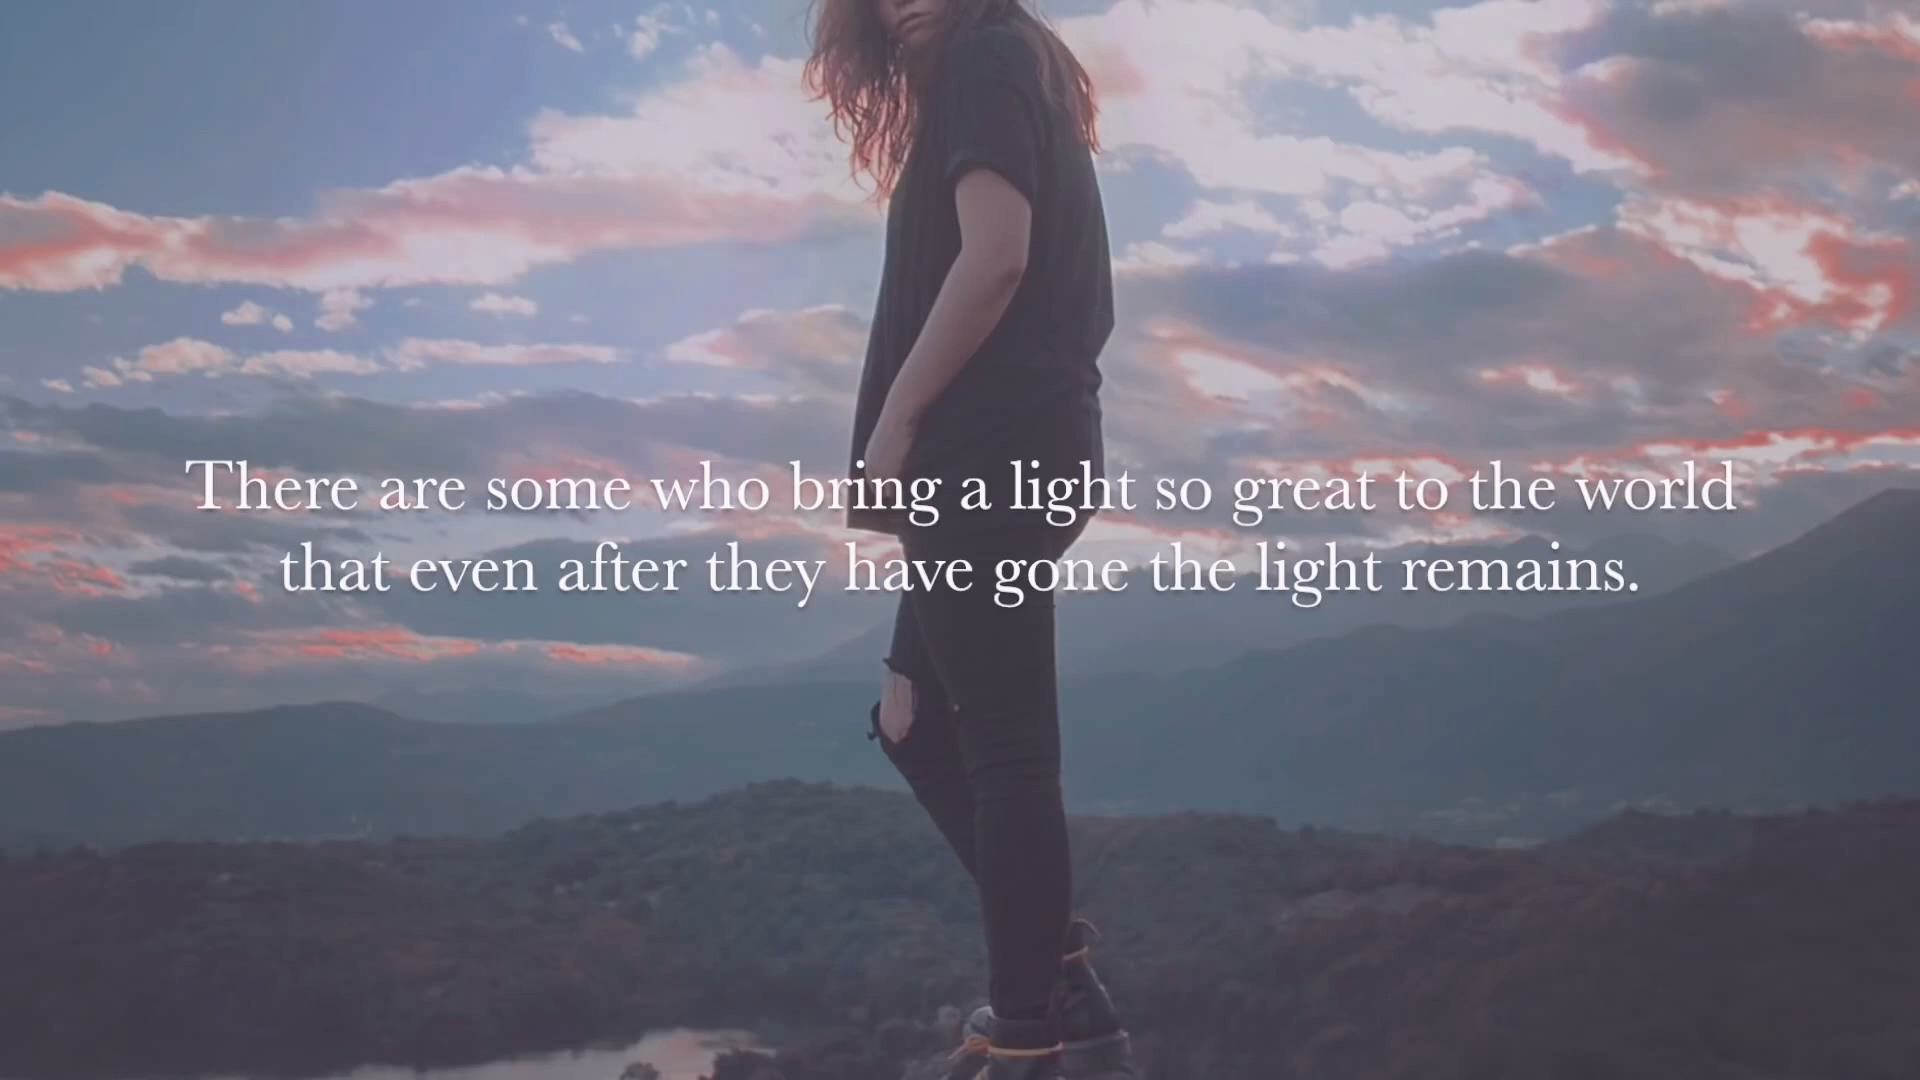 There are some who bring a light so great to the world
that even after they have gone the light remains.